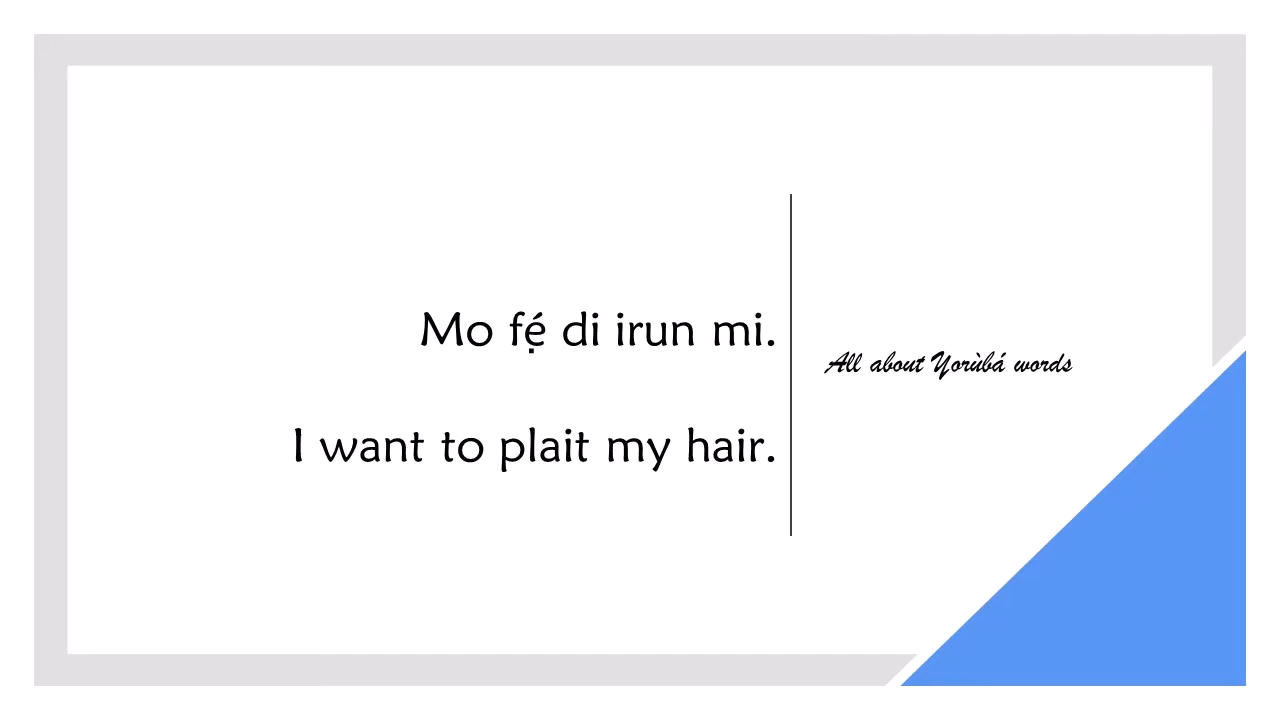 Mo fẹ́ di irun mi.
I want to plait my hair.
All about Yorùbá words